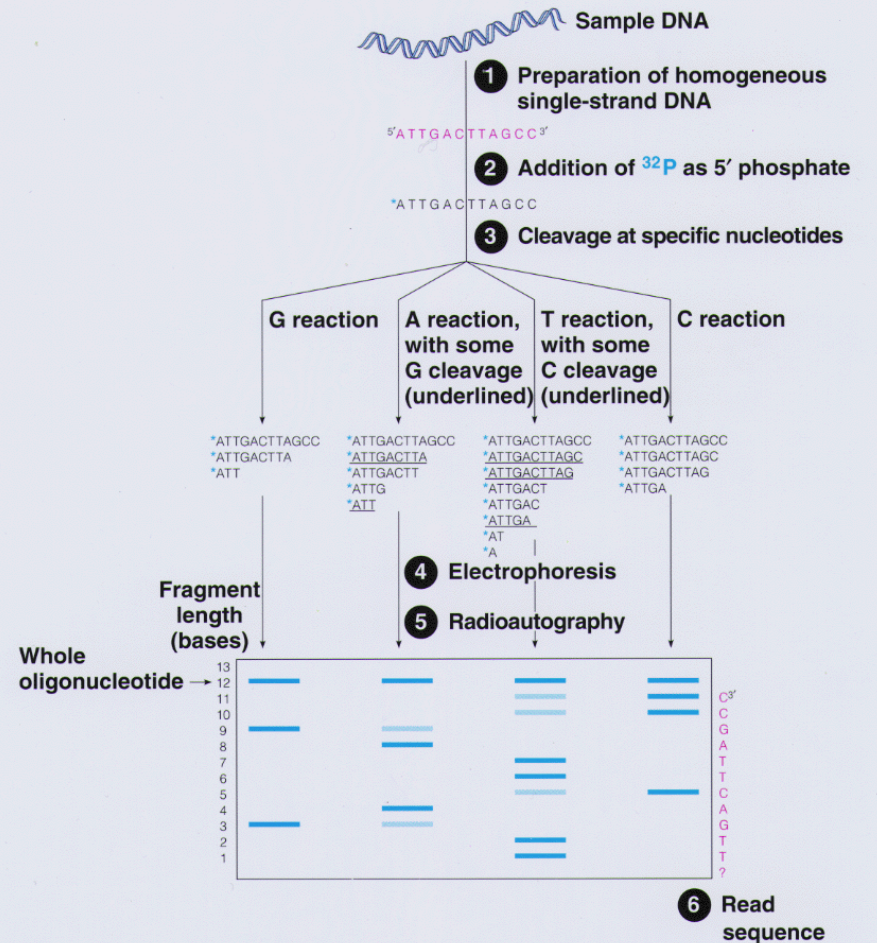 Sample DNA
1 Preparation of homogeneous
single-strand DNA
5'ATTGACTTAGCC3'
2 Addition of 32P as 5′ phosphate
*ATTGACTTAGCC
3 Cleavage at specific nucleotides
G reaction
A reaction,
with some
G cleavage
(underlined)
T reaction,
with some
C cleavage
(underlined)
C reaction
*ATTGACTTAGCC
*ATTGACTTA
*ATT
*ATTGACTTAGCC
*ATTGACTTA
*ATTGACTT
*ATTG
*ATT
*ATTGACTTAGCC
*ATTGACTTAGC
*ATTGACTTAG
*ATTGACT
*ATTGAC
*ATTGA
*AT
*A
*ATTGACTTAGCC
*ATTGACTTAGC
*ATTGACTTAG
*ATTGA
4 Electrophoresis
5 Radioautography
Fragment
length
(bases)
Whole
oligonucleotide
13
12
11
10
9
8
7
6
5
4
3
2
1
C3'
C
G
A
T
T
C
A
G
T
T
?
6 Read
sequence